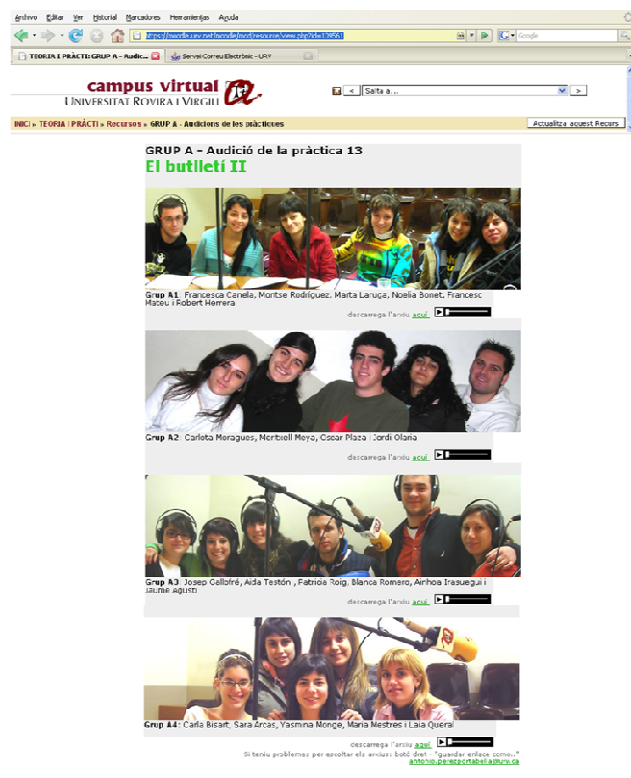 Archivo Editar Ver Historial Marcadores Herramientas Ayuda
Google
TEORIA I PRÀCTI: GRUP A - Audic... Servei Correu Electrònic - URV
campus virtual
UNIVERSITAT ROVIRA I VIRGILI
Salta a...
INICI » TEORIA I PRÀCTI » Recursos » GRUP A - Audicions de les pràctiques
Actualitza aquest Recurs
GRUP A – Audició de la pràctica 13
El butlletí II
Grup A1: Francesca Canela, Montse Rodríguez, Marta Laruga, Noelia Bonet, Francesc
Mateu i Robert Herrera
descarrega l'arxiu aquí
Grup A2: Carlota Moragues, Meritxell Meya, Oscar Plaza i Jordi Olaria
descarrega l'arxiu aquí
Grup A3: Josep Gallofré, Aida Testón , Patricia Roig, Blanca Romero, Ainhoa Irasuegui i
Jaume Agustí
descarrega l'arxiu aquí
Grup A4: Carla Bisart, Sara Arcas, Yasmina Monge, Maria Mestres i Laia Queral
descarrega l'arxiu aquí
Si teniu problemes per escoltar els arxius: botó dret - "guardar enlace como.."